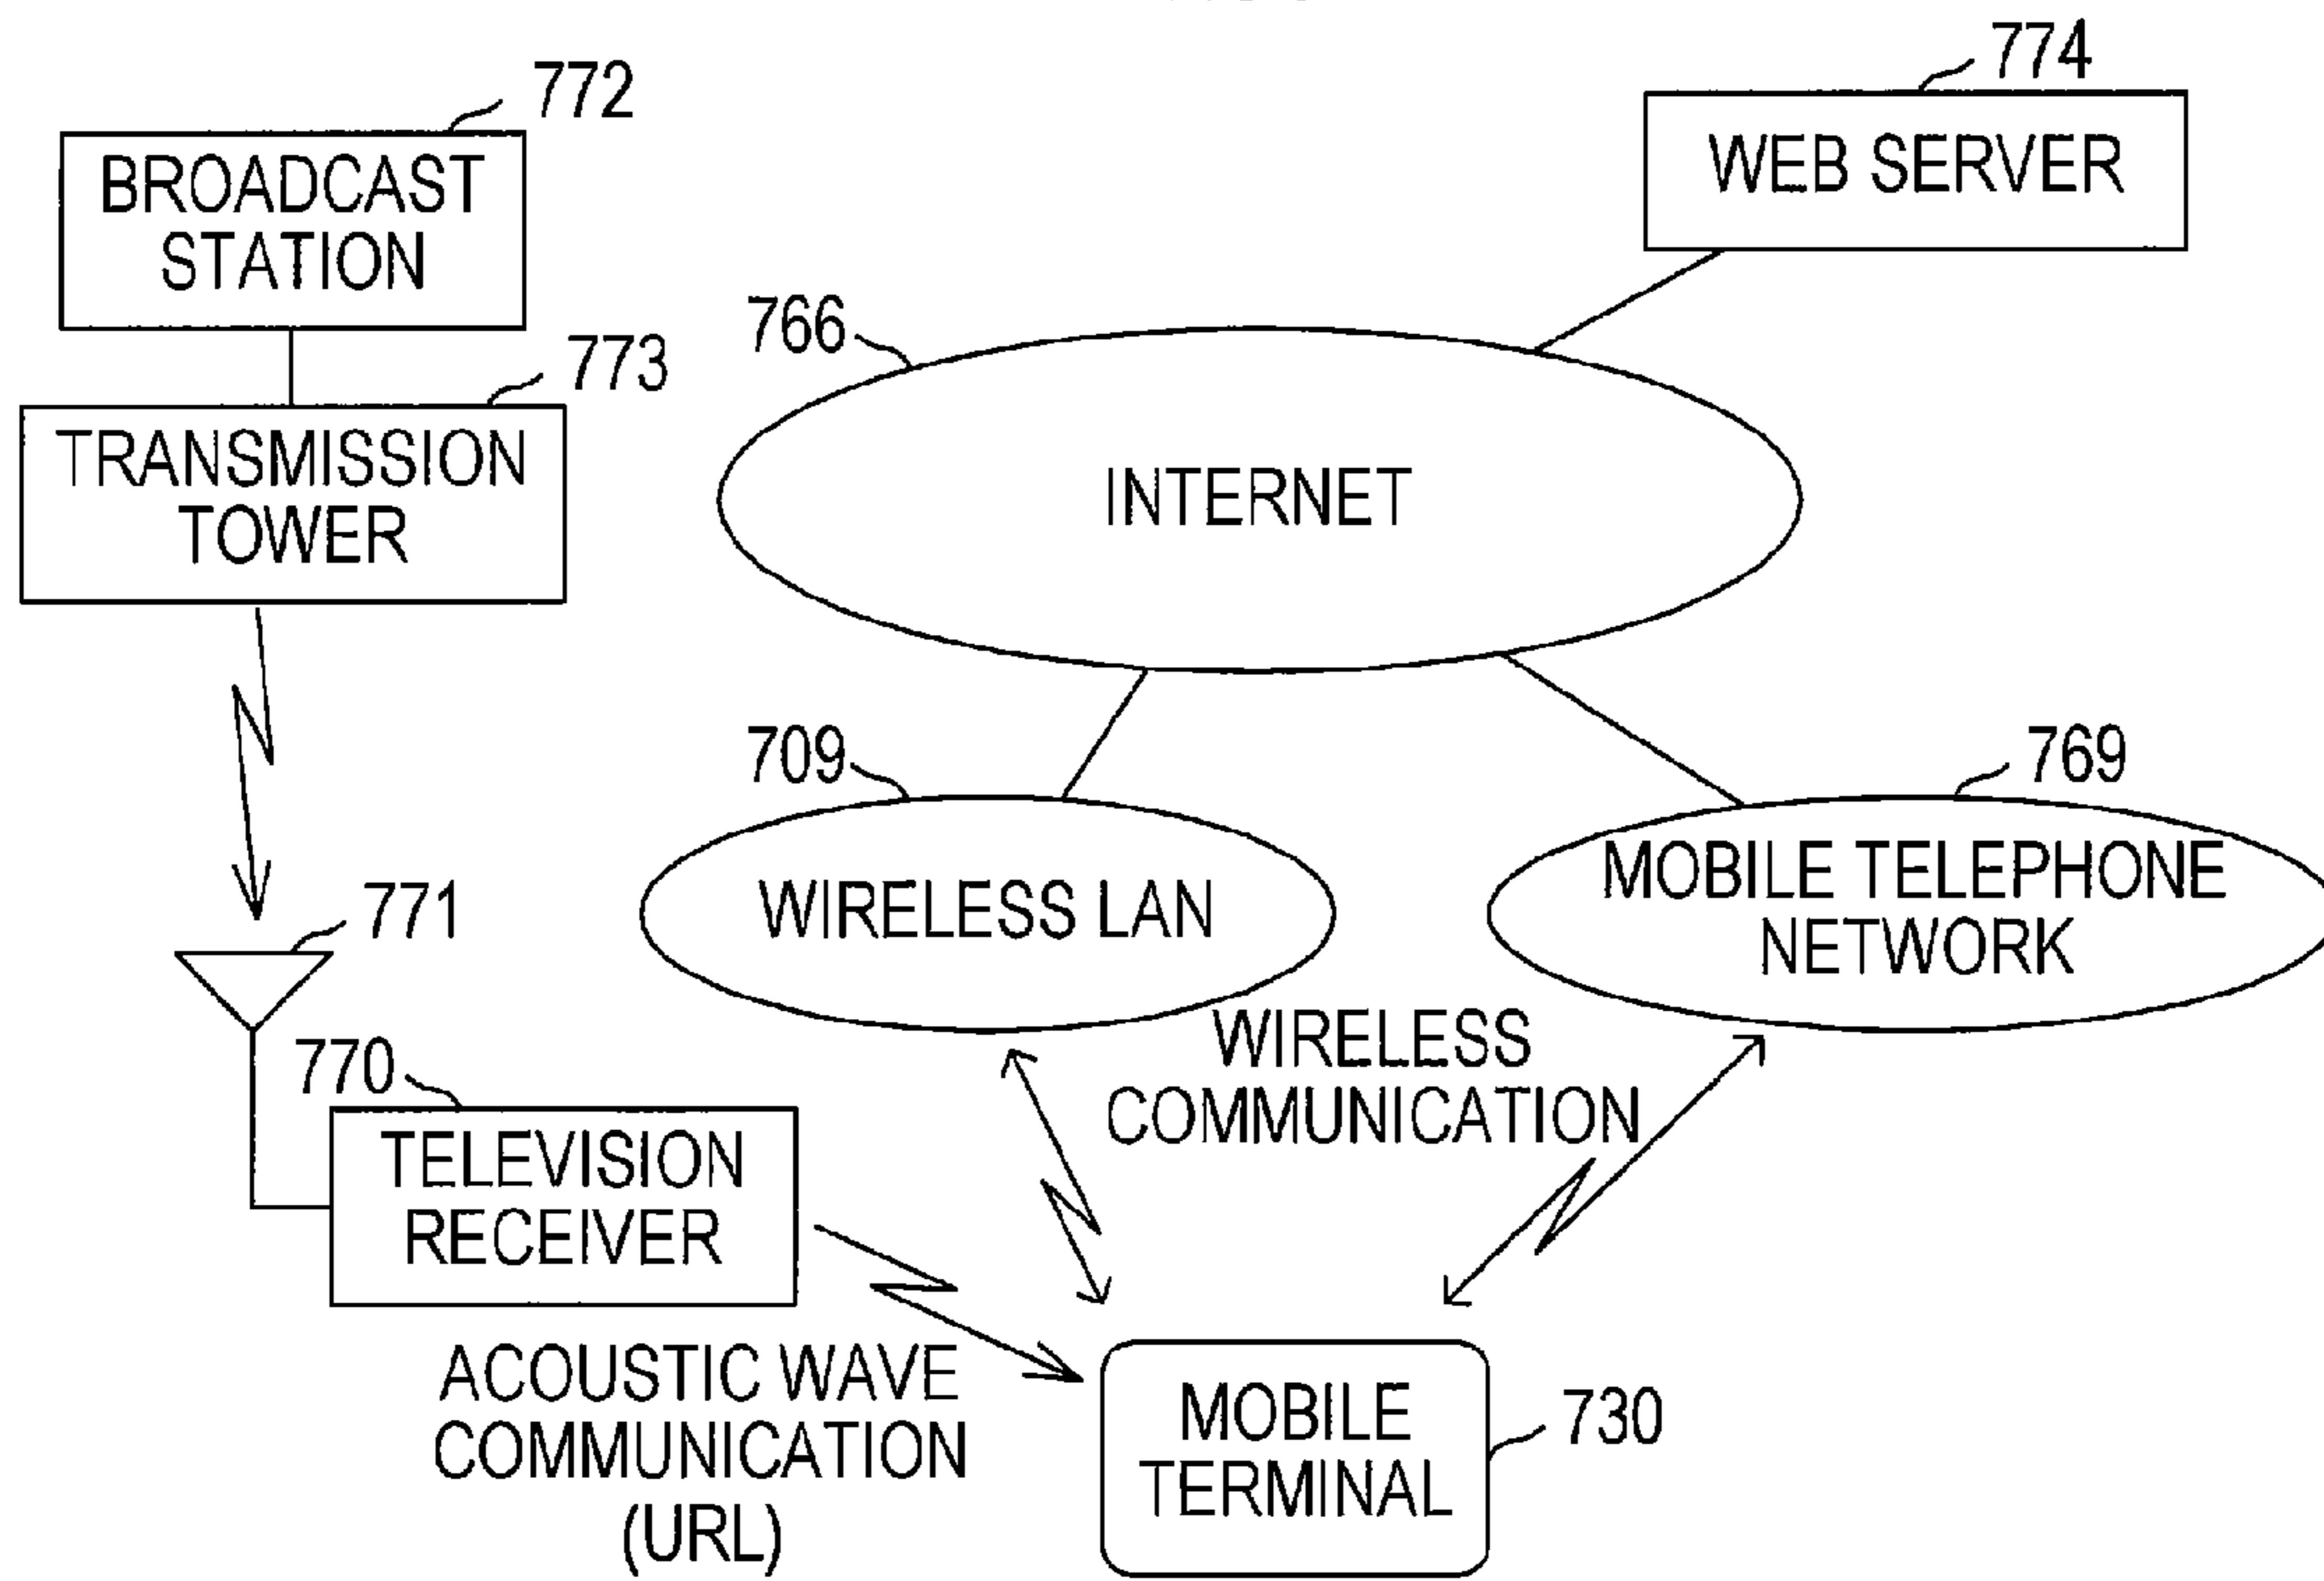 772
BROADCAST
STATION
774
WEB SERVER
773
TRANSMISSION
TOWER
766
INTERNET
709
WIRELESS LAN
769
MOBILE TELEPHONE
NETWORK
771
770
TELEVISION
RECEIVER
WIRELESS
COMMUNICATION
ACOUSTIC WAVE
COMMUNICATION
(URL)
MOBILE
TERMINAL
730